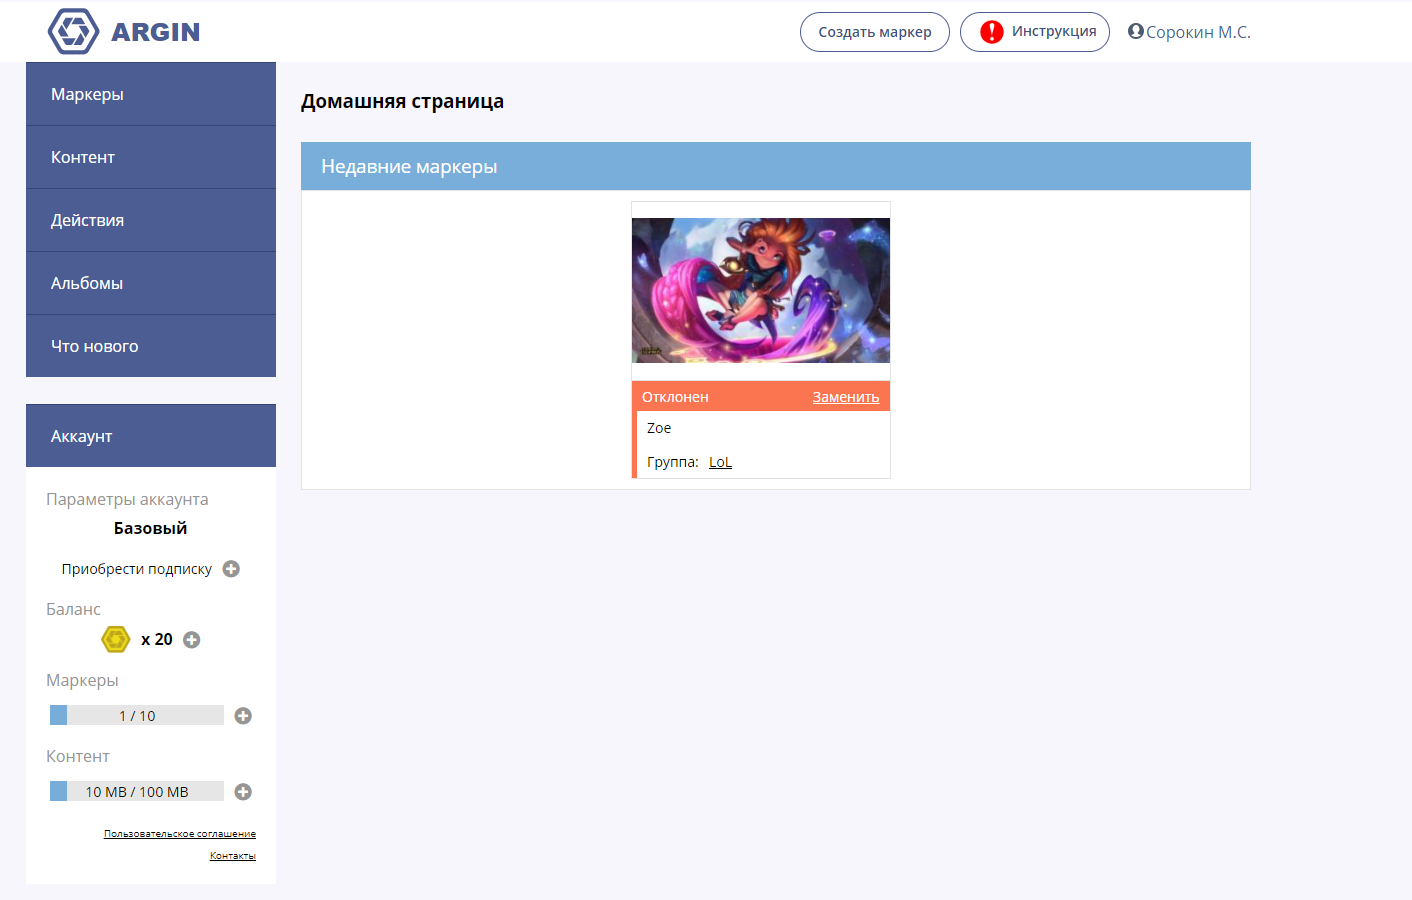 ARGIN
Создать маркер
Инструкция
Сорокин М.С.
Маркеры
Контент
Действия
Альбомы
Что нового
Аккаунт
Параметры аккаунта
Базовый
Приобрести подписку
Баланс
x 20
Маркеры
1 / 10
Контент
10 MB / 100 MB
Пользовательское соглашение
Контакты
Домашняя страница
Недавние маркеры
Отклонен Заменить
Zoe
Группа: LoL